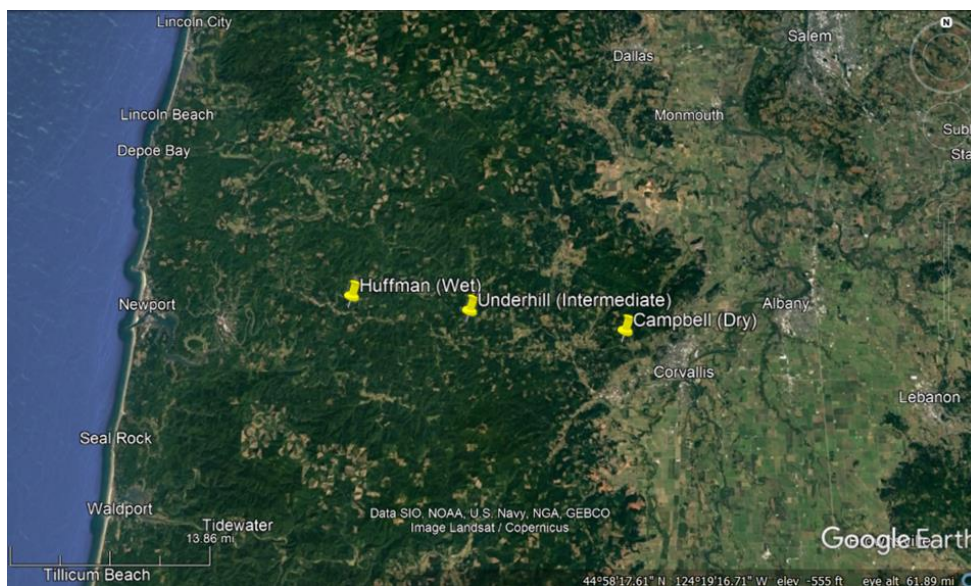 Lincoln City
Salem
Dallas
Lincoln Beach
Monmouth
Depoe Bay
N
Huffman (Wet)
Underhill (Intermediate)
Campbell (Dry)
Newport
Albany
Corvallis
Lebanon
Seal Rock
Waldport
Tidewater
13.86 mi
Data SIO, NOAA, U.S. Navy, NGA, GEBCO
Image Landsat / Copernicus
Google Earth
Tillicum Beach
44°58'17.61" N 124°19'16.71" W elev -555 ft eye alt 61.89 mi